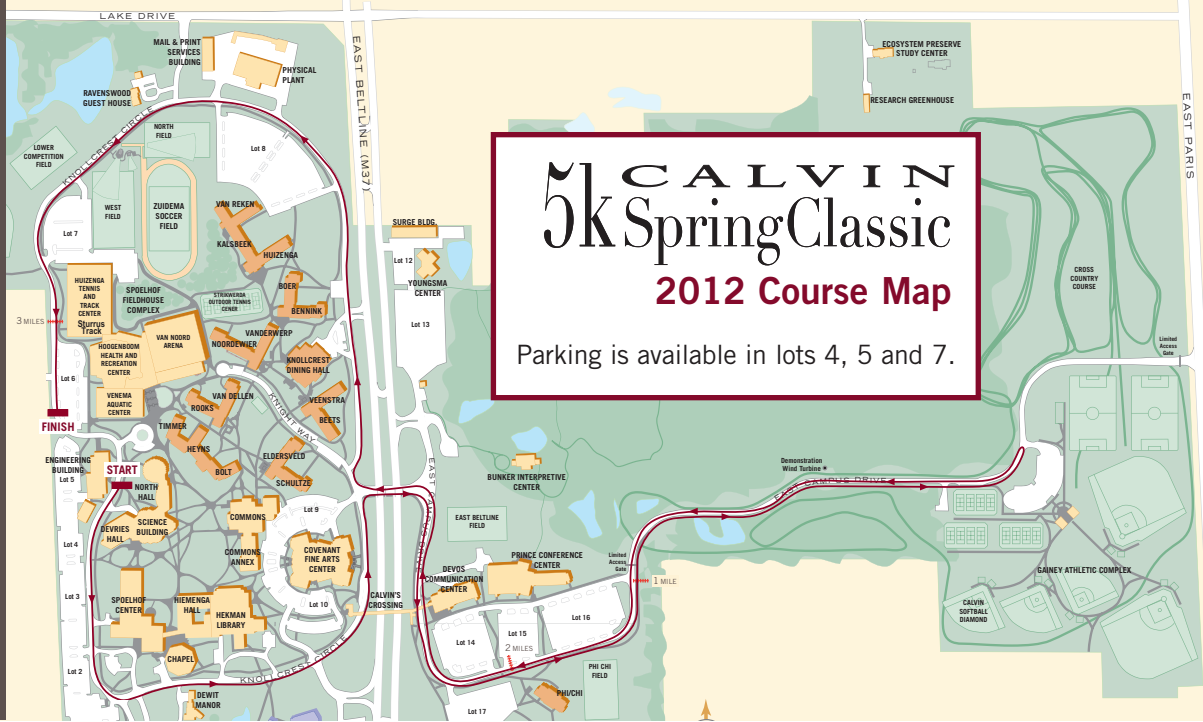 LAKE DRIVE
MAIL & PRINT
SERVICES
BUILDING
PHYSICAL
PLANT
RAVENSWOOD
GUEST HOUSE
EAST BELTLINE (M37)
ECOSYSTEM PRESERVE
STUDY CENTER
RESEARCH GREENHOUSE
EAST PARIS
KNOLLCREST CIRCLE
NORTH
FIELD
LOWER
COMPETITION
FIELD
Lot 8
WEST
FIELD
ZUIDEMA
SOCCER
FIELD
Lot 7
VAN REKEN
KALSBEEK
HUIZENGA
SURGE BLDG.
Lot 12
YOUNGSMA
CENTER
5k CALVIN
Spring Classic
2012 Course Map
Parking is available in lots 4, 5 and 7.
CROSS
COUNTRY
COURSE
Limited
Access
Gate
HUIZENGA
TENNIS
AND
TRACK
CENTER
Sturrus
Track
SPOELHOF
FIELDHOUSE
COMPLEX
STRIKWERDA
OUTDOOR TENNIS
CENER
BOER
BENNINK
3 MILES
Lot 13
VAN NOORD
ARENA
HOOGENBOOM
HEALTH AND
RECREATION
CENTER
VANDERWERP
NOORDEWIER
KNOLLCREST
DINING HALL
Lot 6
VENEMA
AQUATIC
CENTER
VAN DELLEN
ROOKS
KNIGHT WAY
VEENSTRA
BEETS
FINISH
TIMMER
HEYNS
BOLT
ELDERSVELD
SCHULTZE
ENGINEERING
BUILDING
Lot 5
START
NORTH
HALL
BUNKER INTERPRETIVE
CENTER
Demonstration
Wind Turbine
EAST CAMPUS DRIVE
DEVRIES
HALL
SCIENCE
BUILDING
COMMONS
Lot 9
EAST BELTLINE
FIELD
Lot 4
COMMONS
ANNEX
COVENANT
FINE ARTS
CENTER
PRINCE CONFERENCE
CENTER
Limited
Access
Gate
DEVOS
COMMUNICATION
CENTER
1 MILE
GAINEY ATHLETIC COMPLEX
Lot 3
SPOELHOF
CENTER
HIEMENGA
HALL
HEKMAN
LIBRARY
Lot 10
CALVIN'S
CROSSING
CALVIN
SOFTBALL
DIAMOND
Lot 16
Lot 15
Lot 14
2 MILES
CHAPEL
Lot 2
KNOLLCREST CIRCLE
PHI CHI
FIELD
DEWIT
MANOR
PHI/CHI
Lot 17